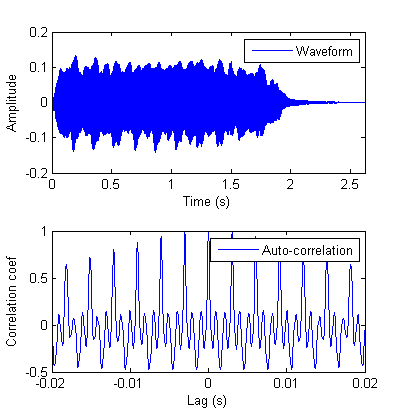 0.2
0.1
0
-0.1
-0.2
Amplitude
Waveform
0 0.5 1 1.5 2 2.5
Time (s)
1
0.5
0
-0.5
Correlation coef
Auto-correlation
-0.02 -0.01 0 0.01 0.02
Lag (s)